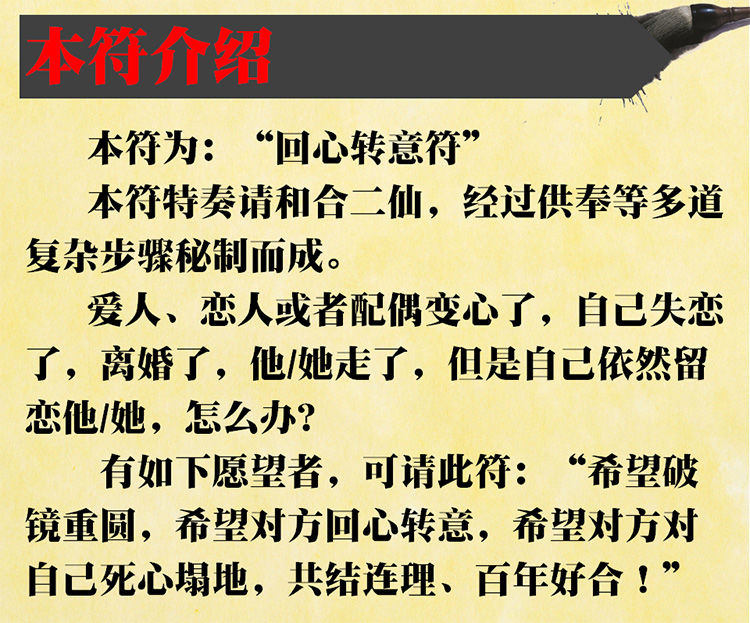 本符介绍
本符为：“回心转意符”
本符特奏请和合二仙，经过供奉等多道
复杂步骤秘制而成。
爱人、恋人或者配偶变心了，自己失恋
了，离婚了，他/她走了，但是自己依然留
恋他/她，怎么办？
有如下愿望者，可请此符：“希望破
镜重圆，希望对方回心转意，希望对方对
自己死心塌地，共结连理、百年好合！”